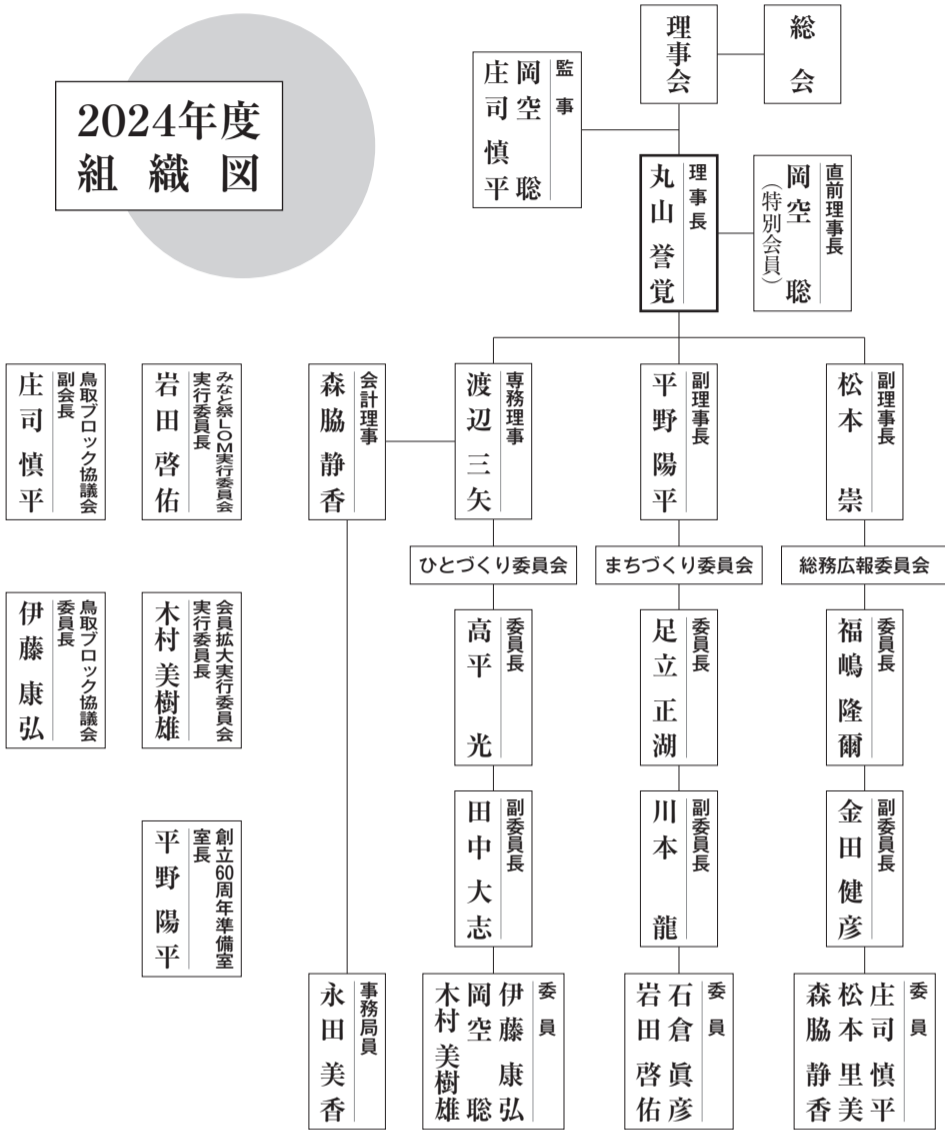 2024年度
組織図
総会
理事会
監事
岡空 聡
庄司 慎平
理事長
丸山 誉覚
直前理事長
岡空 聡
（特別会員）
副理事長
松本 崇
副理事長
平野 陽平
専務理事
渡辺 三矢
会計理事
森脇 静香
みなと祭LOM実行委員会
実行委員長
岩田 啓佑
鳥取ブロック協議会
副会長
庄司 慎平
総務広報委員会
まちづくり委員会
ひとづくり委員会
委員長
福嶋 隆爾
委員長
足立 正湖
委員長
高平 光
会員拡大実行委員会
実行委員長
木村 美樹雄
鳥取ブロック協議会
委員長
伊藤 康弘
副委員長
金田 健彦
副委員長
川本 龍
副委員長
田中 大志
創立60周年準備室
室長
平野 陽平
委員
庄司 慎平
松本 里美
森脇 静香
委員
石倉 眞彦
岩田 啓佑
委員
伊藤 康弘
岡空 聡
木村 美樹雄
事務局員
永田 美香